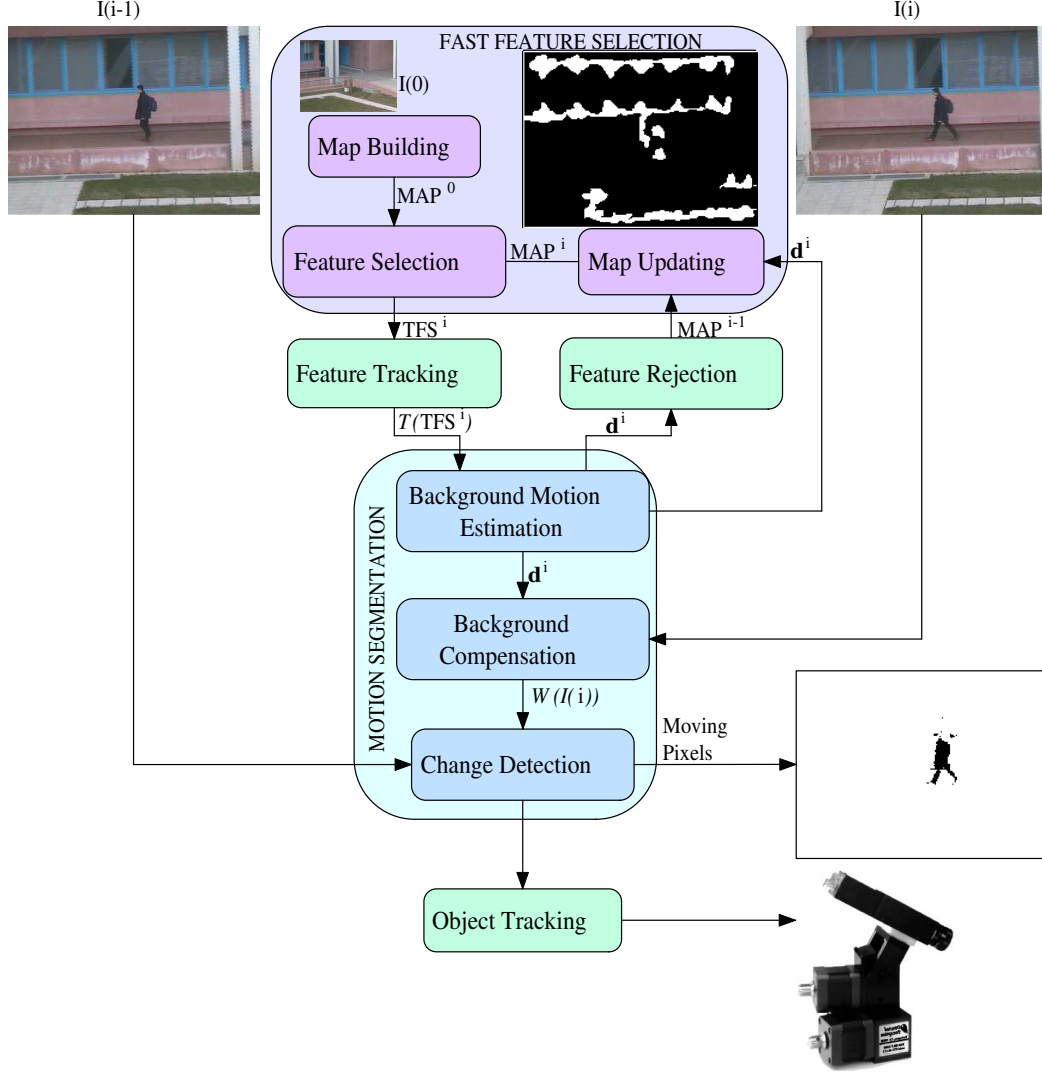 I(i-1)
I(i)
FAST FEATURE SELECTION
I(0)
Map Building
MAP 0
Feature Selection
MAP i
Map Updating
d i
TFS i
MAP i-1
Feature Tracking
Feature Rejection
T(TFS i)
d i
MOTION SEGMENTATION
Background Motion
Estimation
d i
Background
Compensation
W(I(i))
Moving
Pixels
Change Detection
Object Tracking